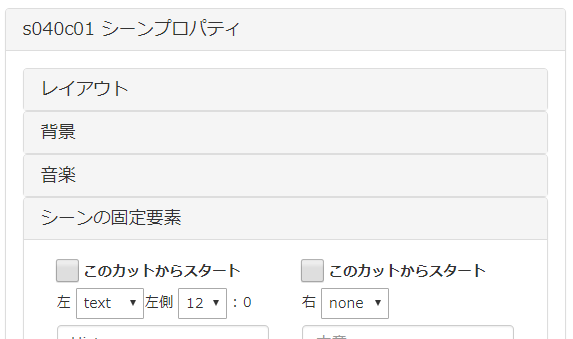 s040c01 シーンプロパティ
レイアウト
背景
音楽
シーンの固定要素
このカットからスタート このカットからスタート
左 text 左側 12 : 0 右 none